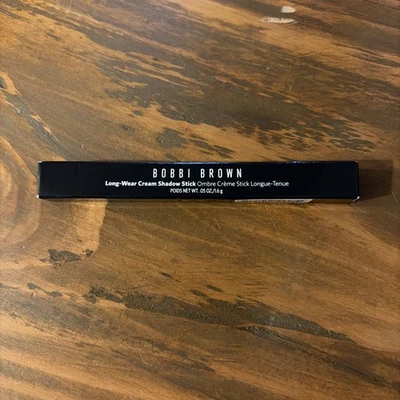 BOBBI BROWN
Long-Wear Cream Shadow Stick Ombre Crème Stick Longue-Tenue
POIDS NET WT. .05 OZ./1.6 g